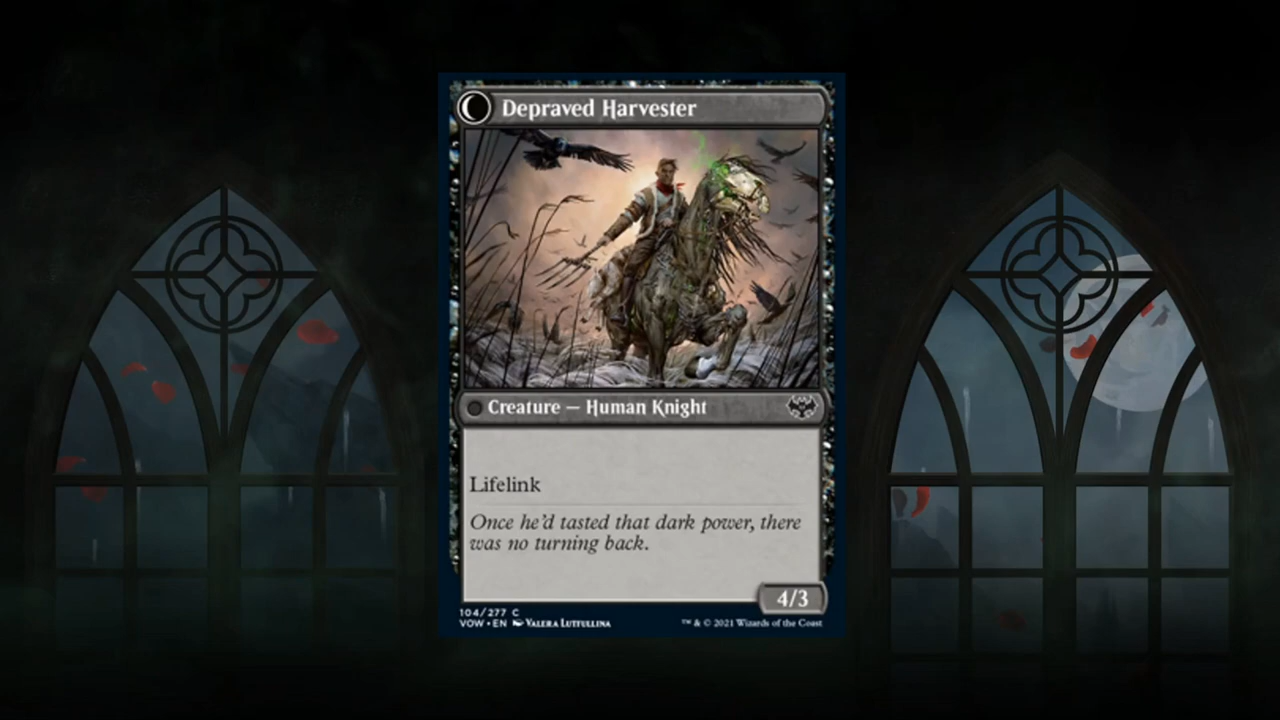 Depraved Harvester
Creature — Human Knight
Lifelink
Once he'd tasted that dark power, there
was no turning back.
4/3
104/277 C
VOW • EN Valera Lutfullina
™ & © 2021 Wizards of the Coast